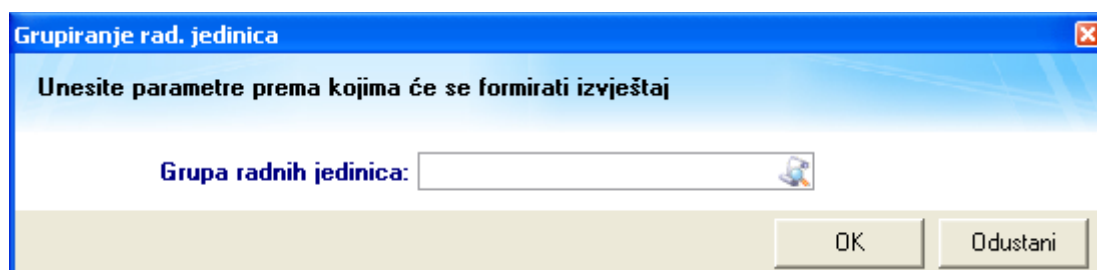 Grupiranje rad. jedinica
Unesite parametre prema kojima će se formirati izvještaj
Grupa radnih jedinica:
OK Odustani